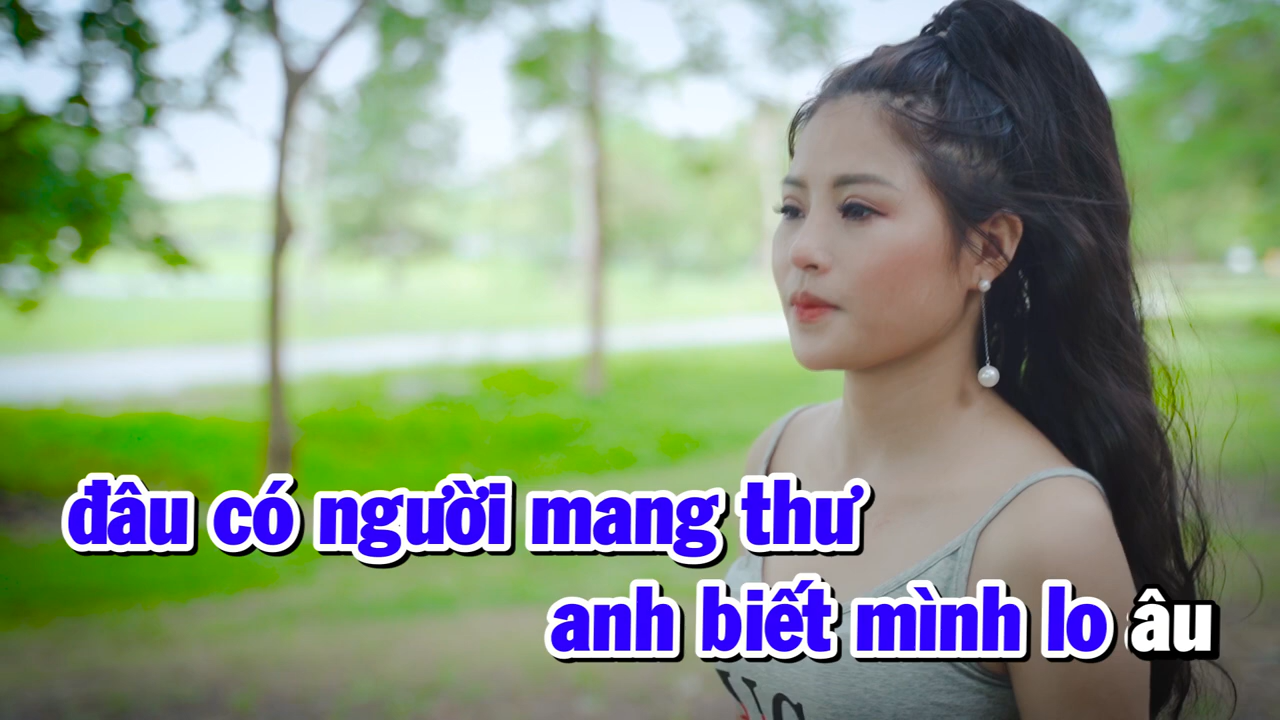 đâu có người mang thư
anh biết mình lo âu